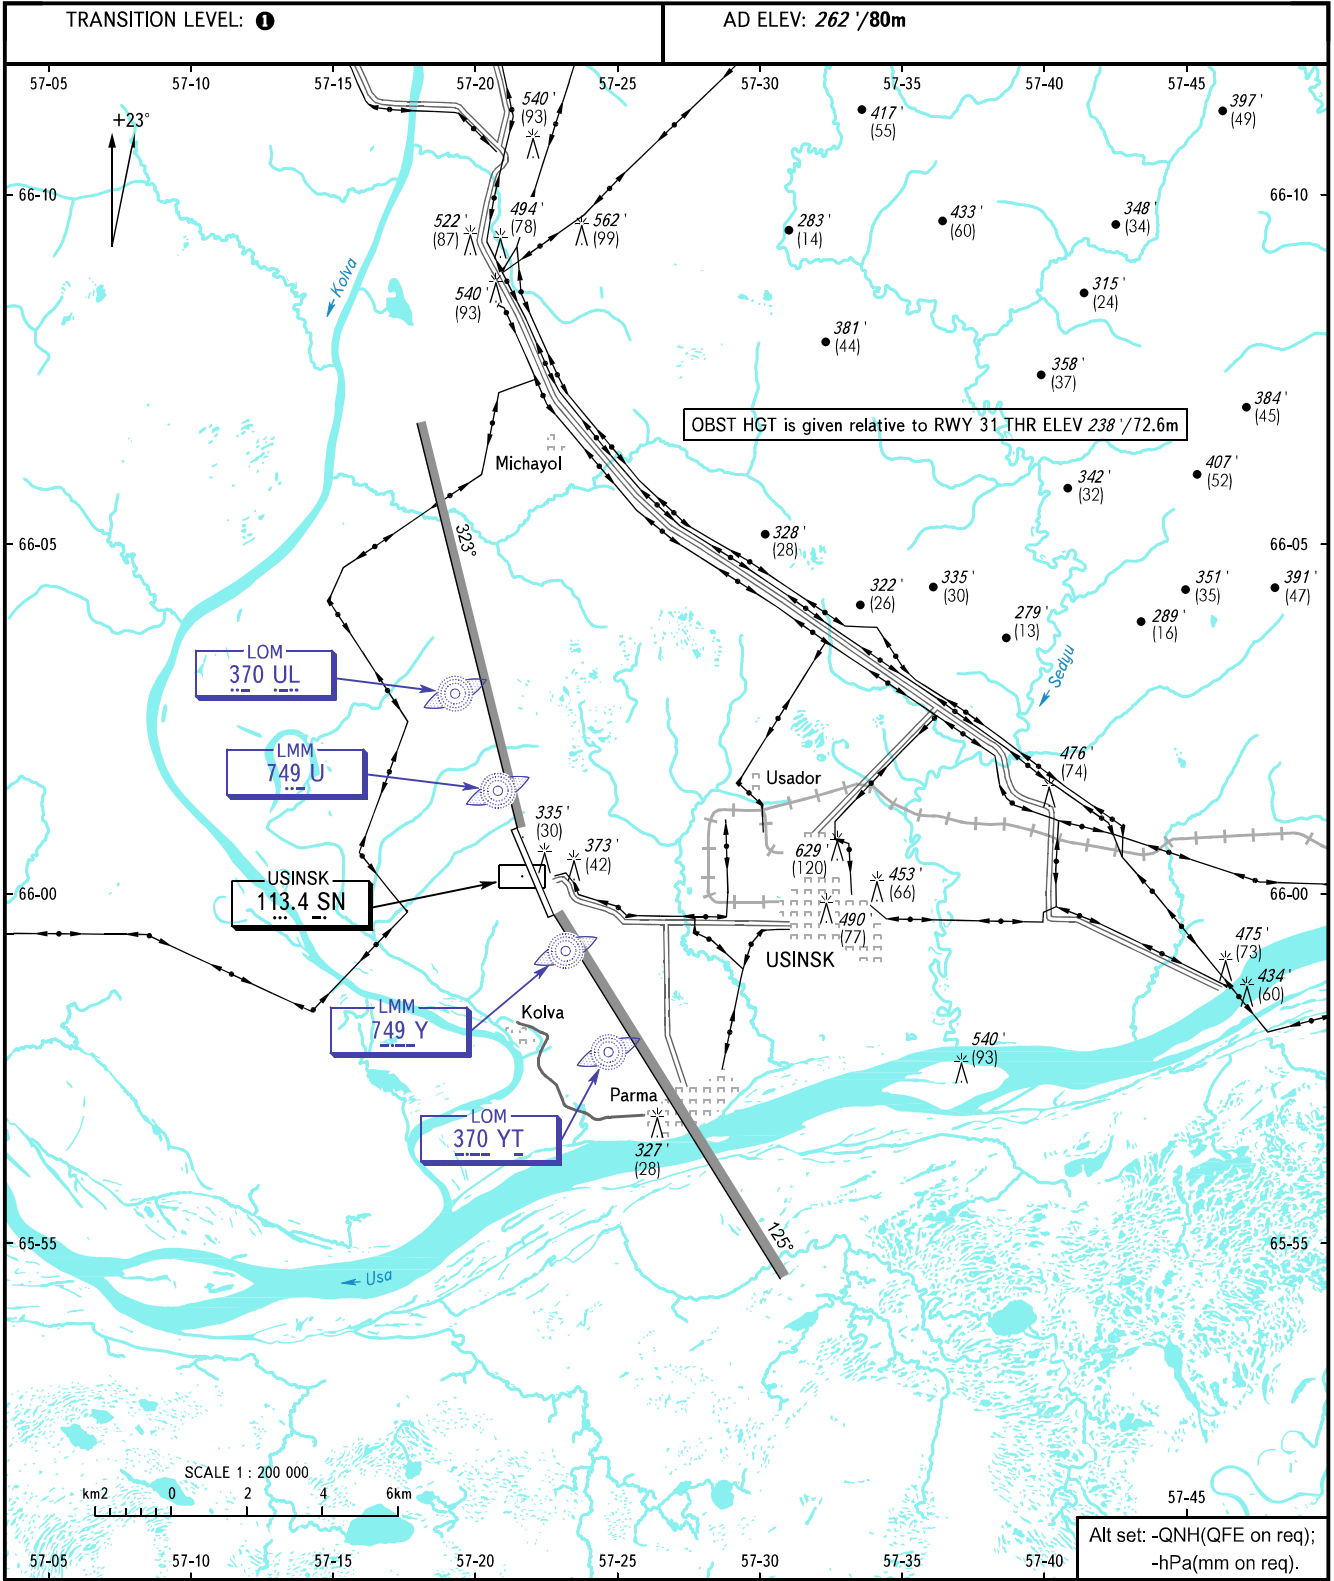 TRANSITION LEVEL: ❶
AD ELEV: 262 '/80m
57-05 57-10 57-15 57-20 57-25 57-30 57-35 57-40 57-45
+23°
540 '
(93)
417 '
(55)
397 '
(49)
66-10
66-10
522 '
(87)
494 '
(78)
562 '
(99)
283 '
(14)
433 '
(60)
348 '
(34)
Kolva
540 '
(93)
315 '
(24)
381 '
(44)
358 '
(37)
384 '
(45)
OBST HGT is given relative to RWY 31 THR ELEV 238 '/72.6m
Michayol
407 '
(52)
342 '
(32)
323°
66-05
66-05
328 '
(28)
322 '
(26)
335 '
(30)
351 '
(35)
391 '
(47)
279 '
(13)
289 '
(16)
LOM
370 UL
Sedyu
LMM
749 U
476 '
(74)
Usador
335 '
(30)
373 '
(42)
629 '
(120)
453 '
(66)
66-00
66-00
USINSK
113.4 SN
490 '
(77)
USINSK
475 '
(73)
434 '
(60)
LMM
749 Y
Kolva
540 '
(93)
Parma
LOM
370 YT
327 '
(28)
125°
65-55
65-55
Usa
SCALE 1 : 200 000
km2 0 2 4 6km
57-45
Alt set: -QNH(QFE on req);
-hPa(mm on req).
57-05 57-10 57-15 57-20 57-25 57-30 57-35 57-40